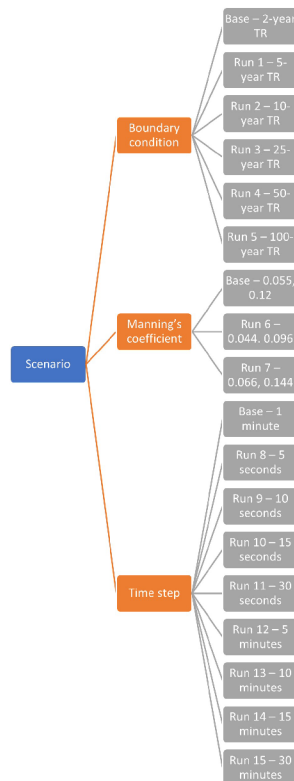 Base – 2-year
TR
Run 1 – 5-
year TR
Run 2 – 10-
year TR
Boundary
condition
Run 3 – 25-
year TR
Run 4 – 50-
year TR
Run 5 – 100-
year TR
Base – 0.055,
0.12
Manning's
coefficient
Run 6 –
0.044. 0.096
Scenario
Run 7 –
0.066, 0.144
Base – 1
minute
Run 8 – 5
seconds
Run 9 – 10
seconds
Run 10 – 15
seconds
Time step
Run 11 – 30
seconds
Run 12 – 5
minutes
Run 13 – 10
minutes
Run 14 – 15
minutes
Run 15 – 30
minutes